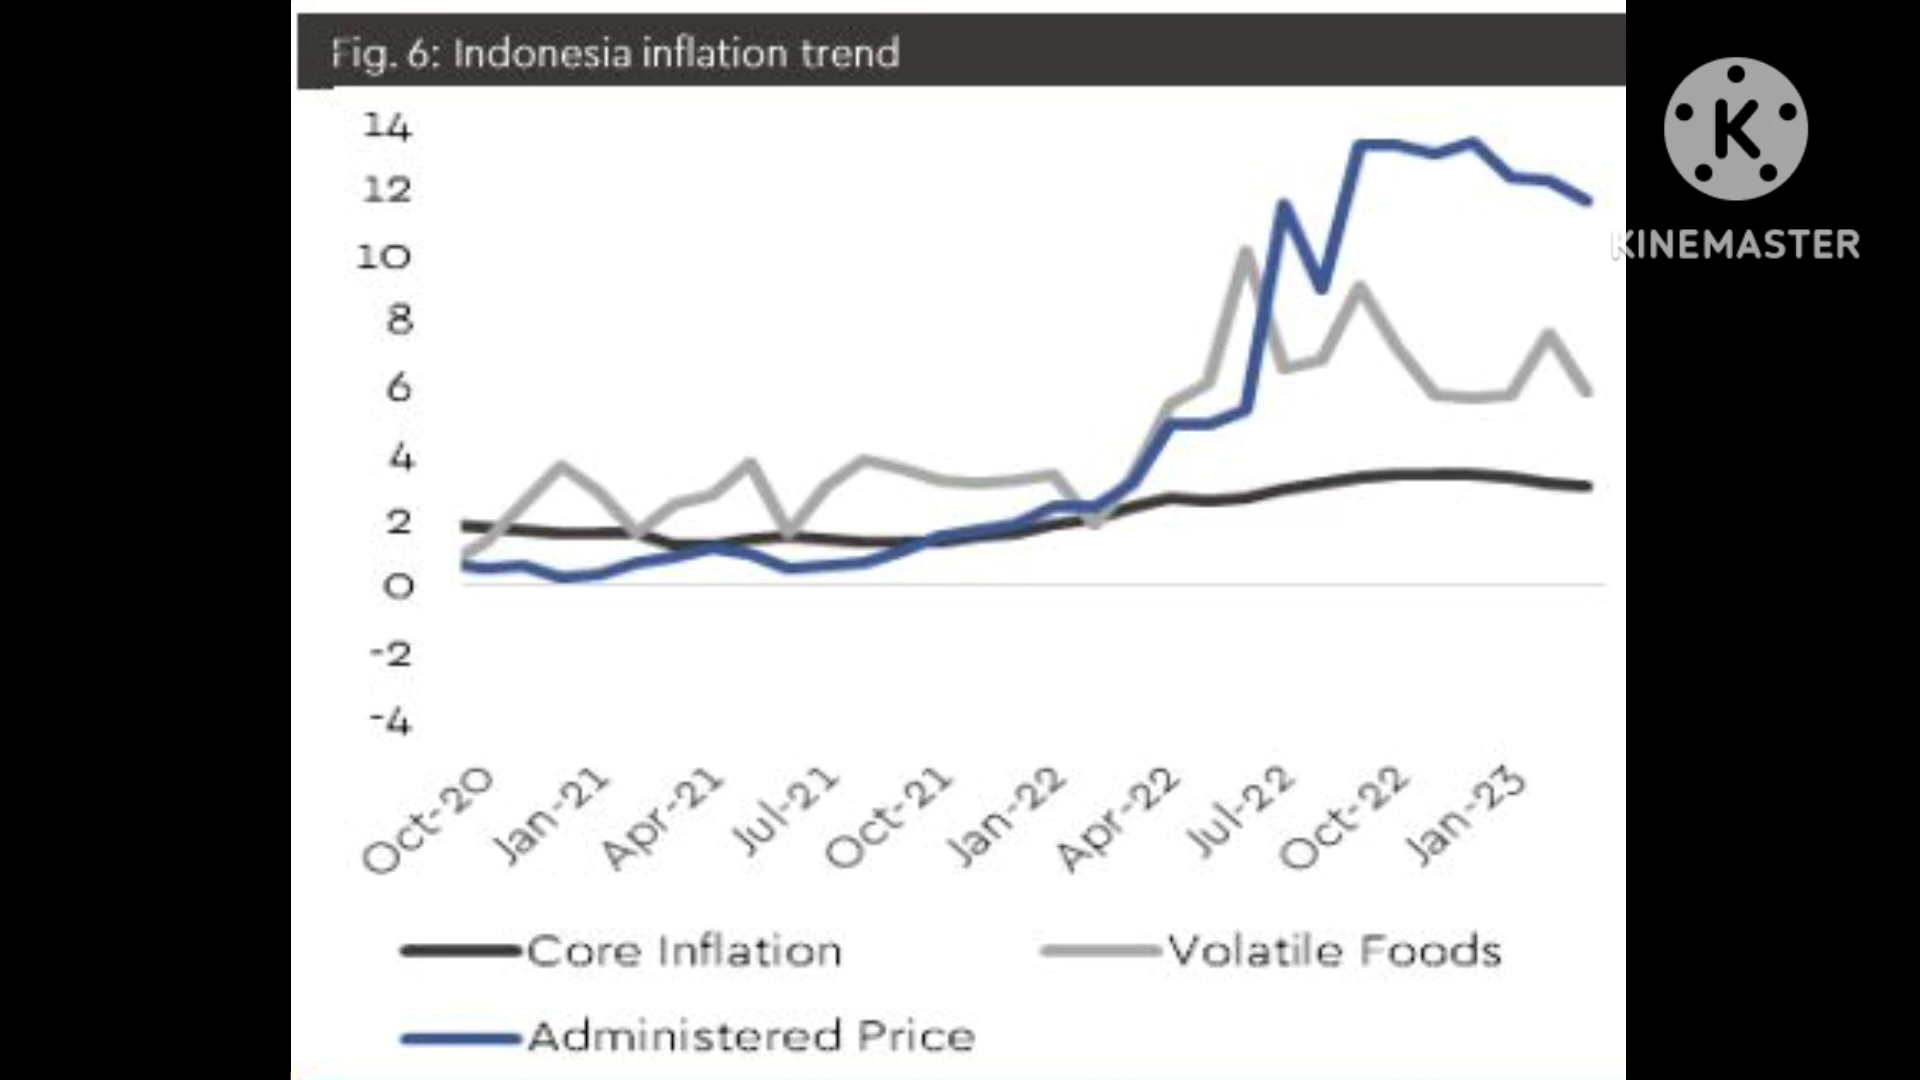 Fig. 6: Indonesia inflation trend
K
KINEMASTER
14
12
10
8
6
4
2
0
-2
-4
Oct-20
Jan-21
Apr-21
Jul-21
Oct-21
Jan-22
Apr-22
Jul-22
Oct-22
Jan-23
Core Inflation
Volatile Foods
Administered Price